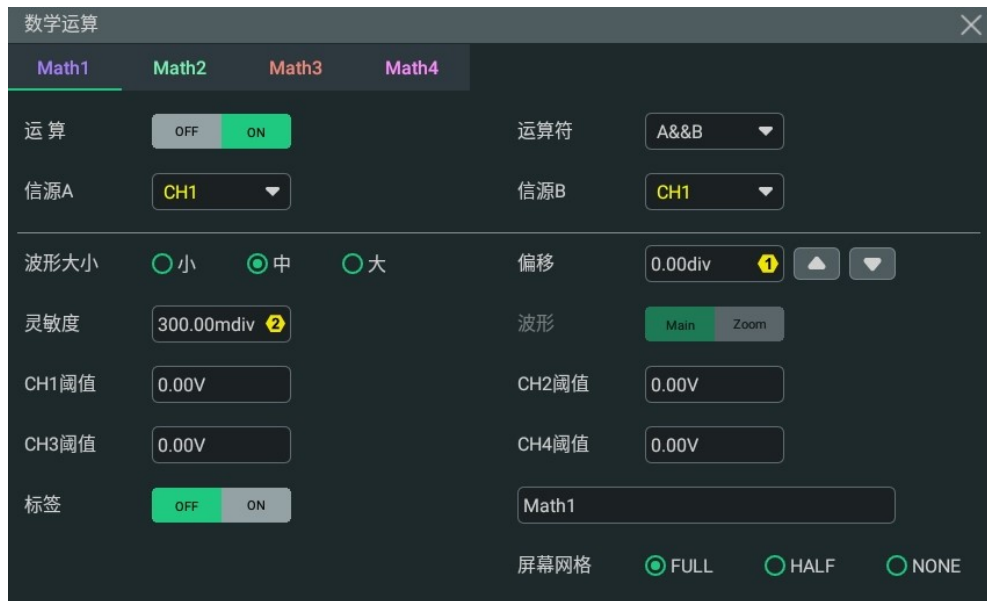 数学运算
Math1 Math2 Math3 Math4
运 算 OFF ON 运算符 A&&B
信源A CH1 信源B CH1
波形大小 小 中 大 偏移 0.00div 1
灵敏度 300.00mdiv 2 波形 Main Zoom
CH1阈值 0.00V CH2阈值 0.00V
CH3阈值 0.00V CH4阈值 0.00V
标签 OFF ON Math1
屏幕网格 FULL HALF NONE